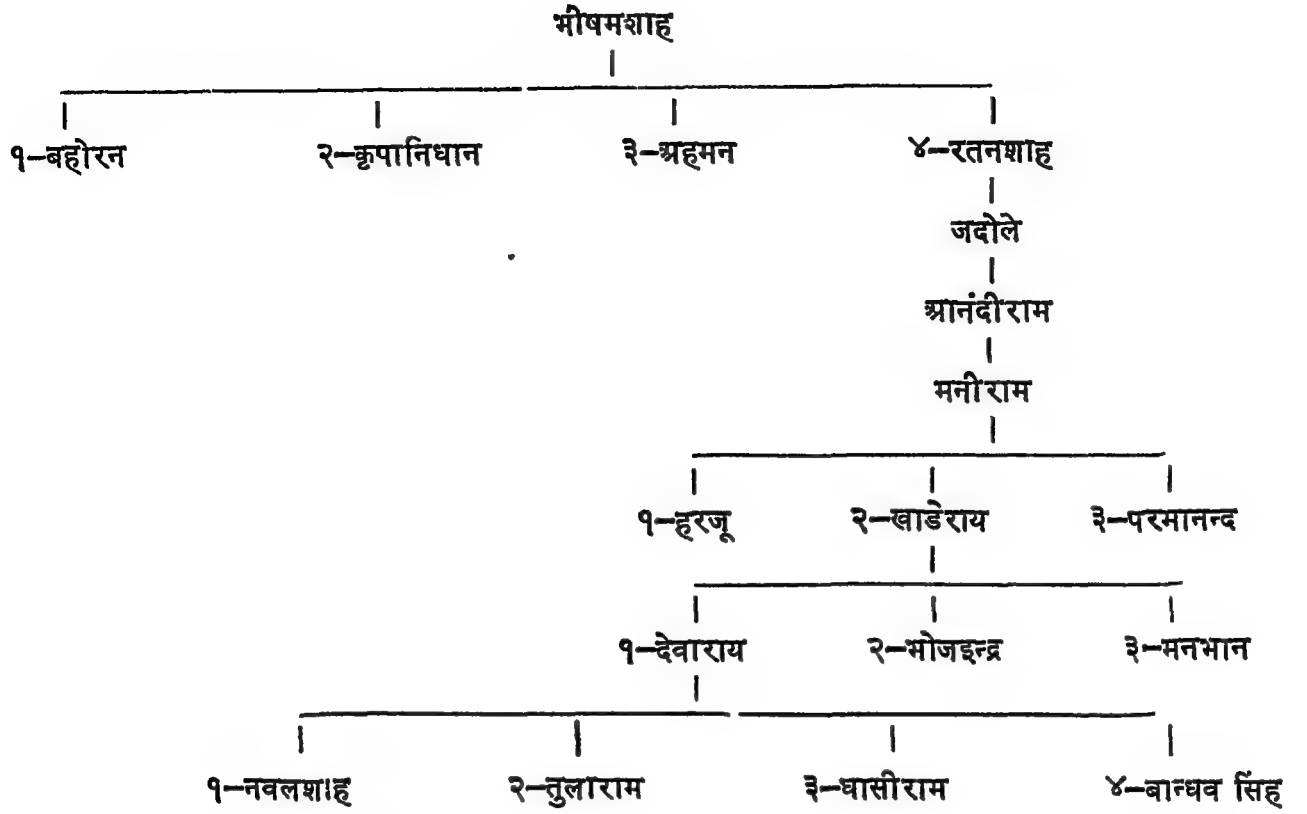 भीषमशाह
१—बहोरन २—कृपानिधान ३—अहमन ४—रतनशाह
जदोले
आनंदीराम
मनीराम
१—हरजू २—खाडेराय ३—परमानन्द
१—देवाराय २—भोजइन्द्र ३—मनभान
१—नवलशाह २—तुलाराम ३—घासीराम ४—बान्धव सिंह